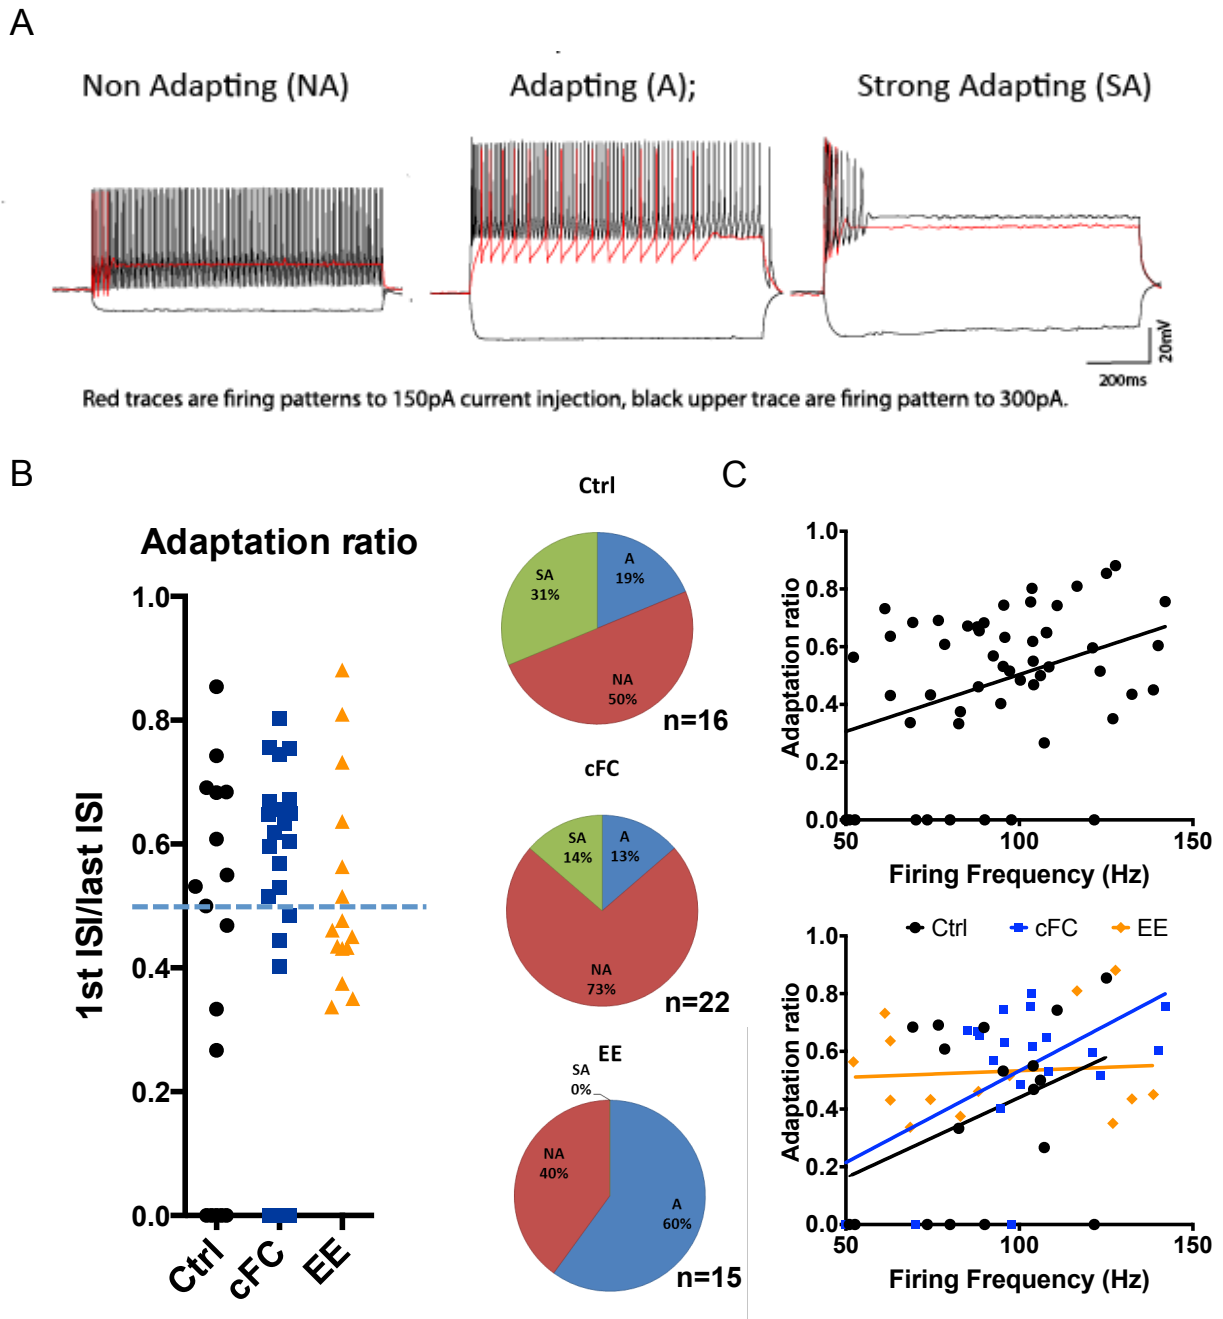 A
Non Adapting (NA)
Adapting (A);
Strong Adapting (SA)
20mV
200ms
Red traces are firing patterns to 150pA current injection, black upper trace are firing pattern to 300pA.
B
Adaptation ratio
1st ISI/last ISI
1.0
0.8
0.6
0.4
0.2
0.0
Ctrl
cFC
EE
Ctrl
SA
31%
A
19%
NA
50%
n=16
cFC
SA
14%
A
13%
NA
73%
n=22
EE
SA
0%
NA
40%
A
60%
n=15
C
Adaptation ratio
1.0
0.8
0.6
0.4
0.2
0.0
50
100
150
Firing Frequency (Hz)
Ctrl
cFC
EE
Adaptation ratio
1.0
0.8
0.6
0.4
0.2
0.0
50
100
150
Firing Frequency (Hz)